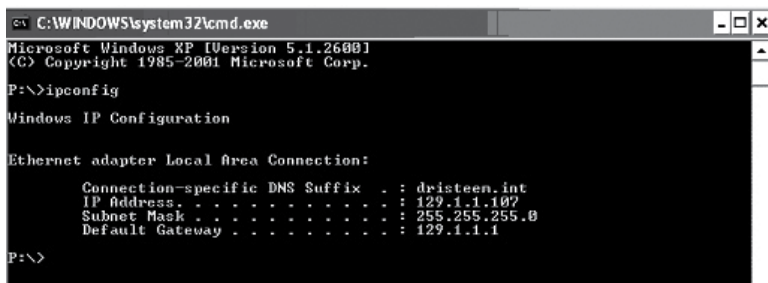 C:\WINDOWS\system32\cmd.exe
Microsoft Windows XP [Version 5.1.2600]
(C) Copyright 1985-2001 Microsoft Corp.
P:\>ipconfig
Windows IP Configuration
Ethernet adapter Local Area Connection:
Connection-specific DNS Suffix . : dristeem.int
IP Address. . . . . . . . . . . . : 129.1.1.107
Subnet Mask . . . . . . . . . . . : 255.255.255.0
Default Gateway . . . . . . . . . : 129.1.1.1
P:\>